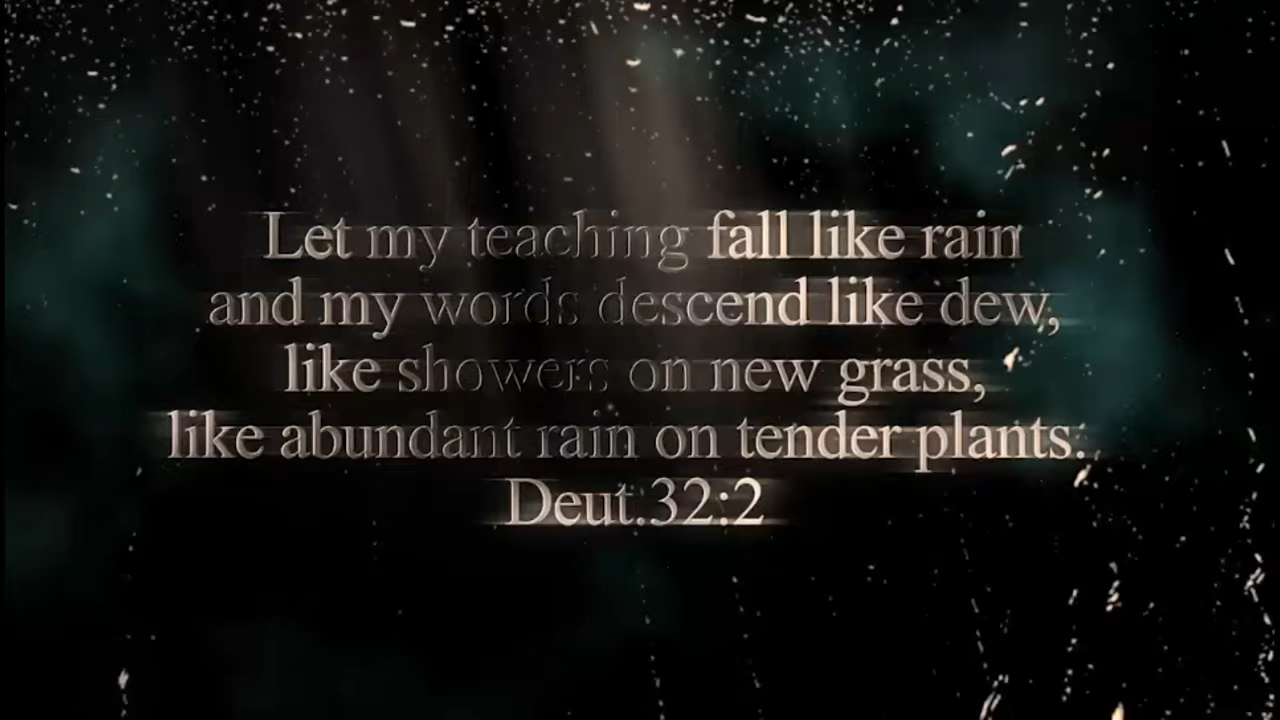 Let my teaching fall like rain
and my words descend like dew,
like showers on new grass,
like abundant rain on tender plants.
Deut.32:2